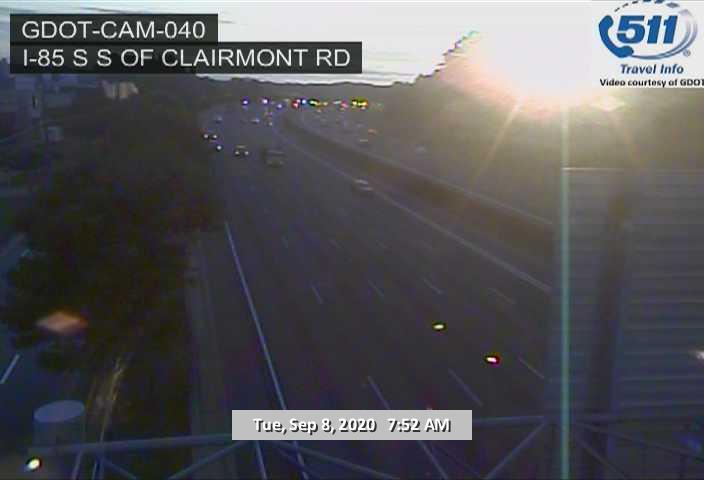 GDOT-CAM-040
I-85 S S OF CLAIRMONT RD
511
Travel Info
Video courtesy of GDOT
Tue, Sep 8, 2020 7:52 AM